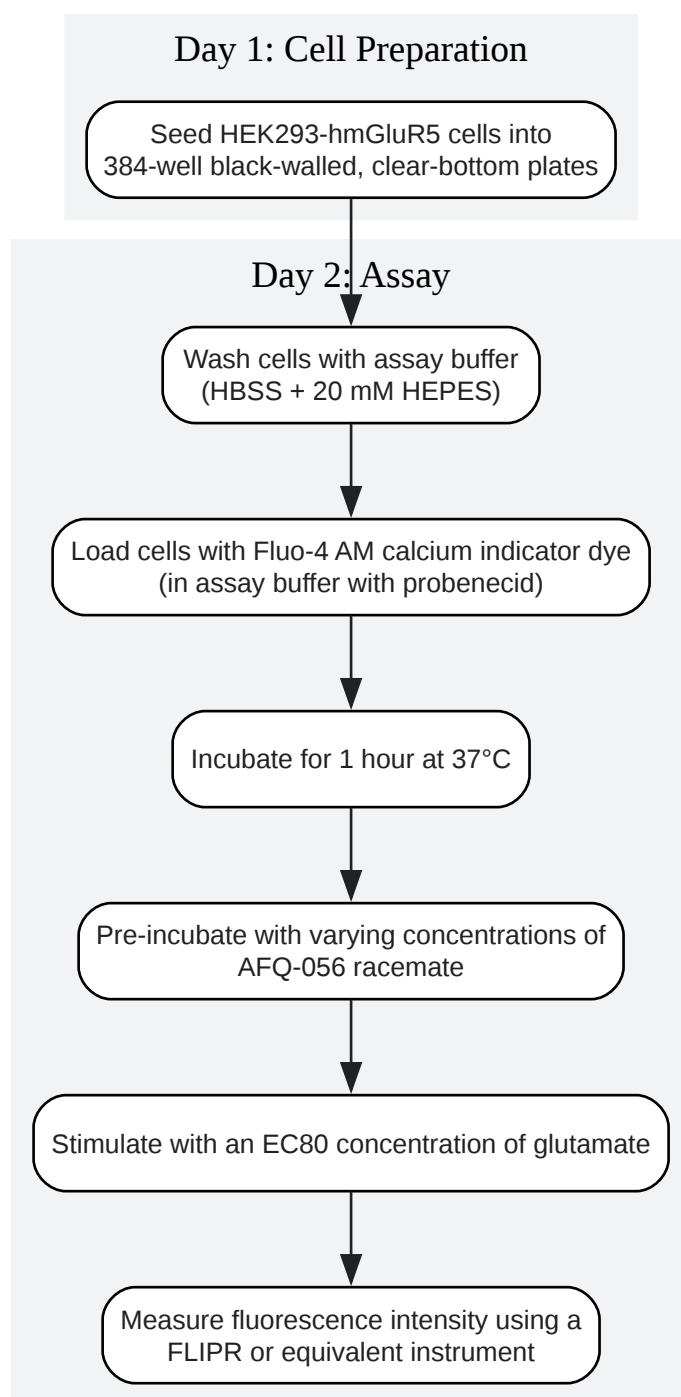 Day 1: Cell Preparation
Seed HEK293-hmGluR5 cells into
384-well black-walled, clear-bottom plates
Day 2: Assay
Wash cells with assay buffer
(HBSS + 20 mM HEPES)
Load cells with Fluo-4 AM calcium indicator dye
(in assay buffer with probenecid)
Incubate for 1 hour at 37°C
Pre-incubate with varying concentrations of
AFQ-056 racemate
Stimulate with an EC80 concentration of glutamate
Measure fluorescence intensity using a
FLIPR or equivalent instrument